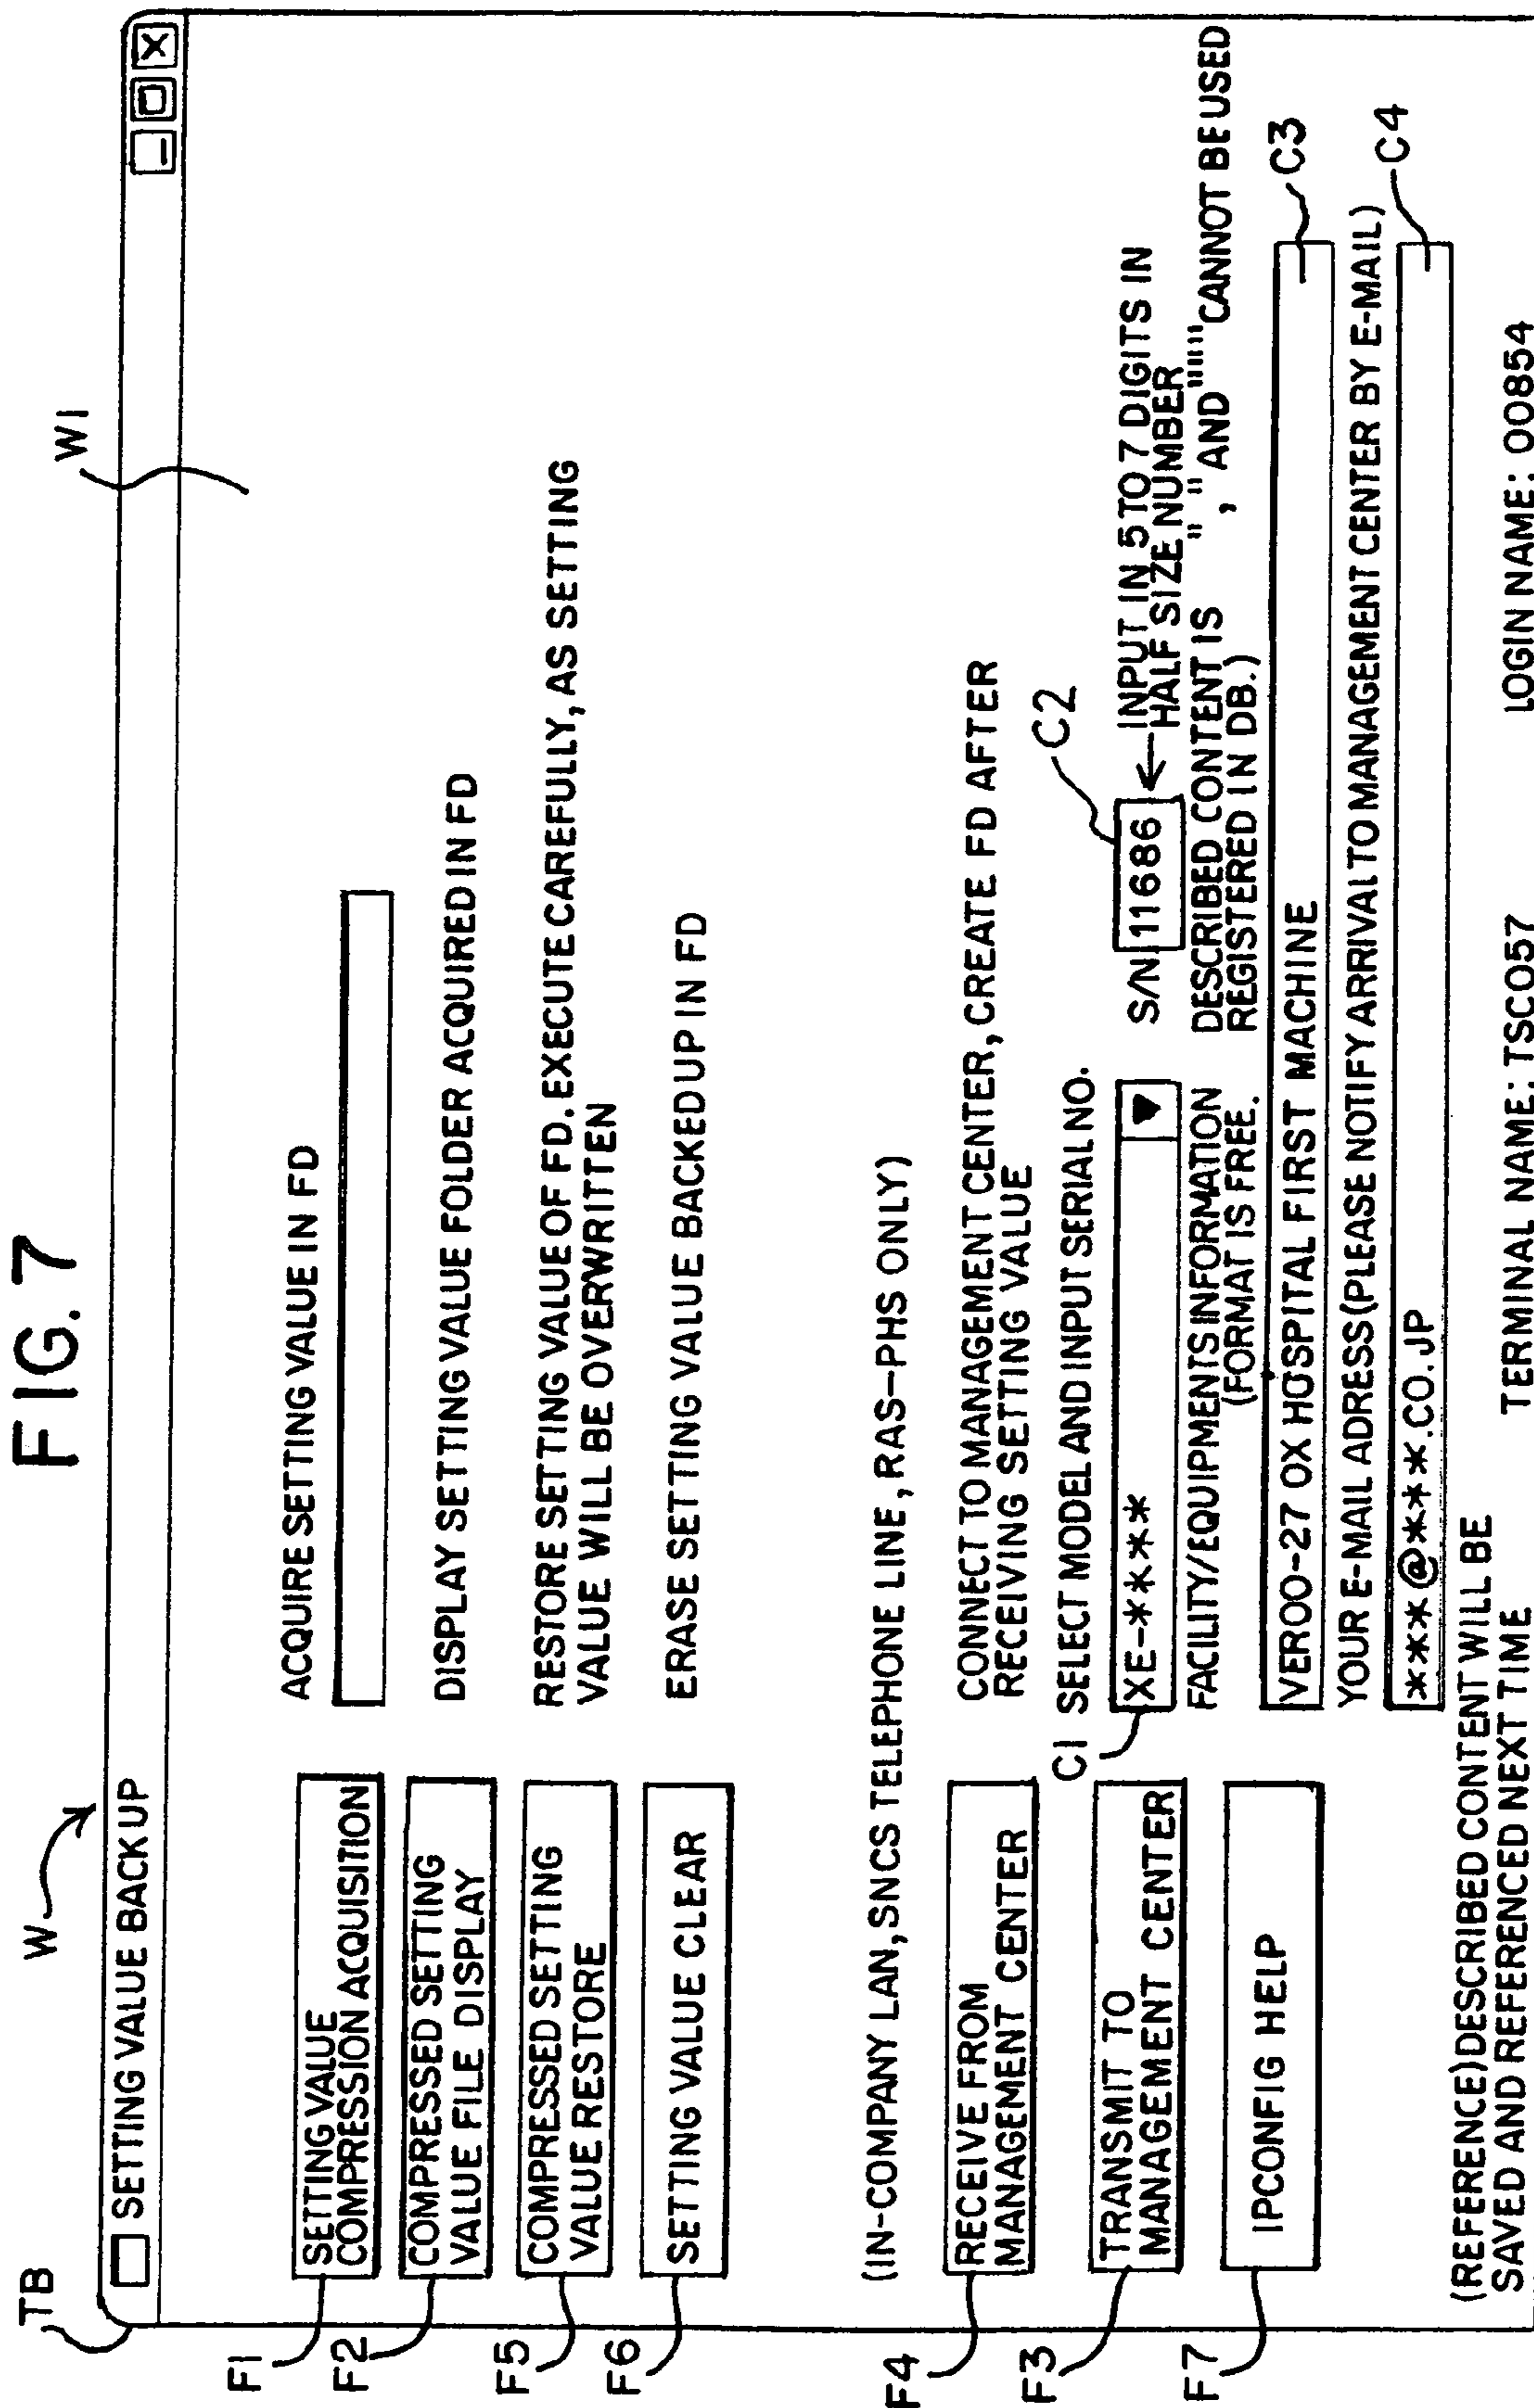 FIG. 7
W
W1
TB
SETTING VALUE BACKUP
F1
SETTING VALUE
COMPRESSION ACQUISITION
ACQUIRE SETTING VALUE IN FD
F2
COMPRESSED SETTING
VALUE FILE DISPLAY
DISPLAY SETTING VALUE FOLDER ACQUIRED IN FD
F5
COMPRESSED SETTING
VALUE RESTORE
RESTORE SETTING VALUE OF FD. EXECUTE CAREFULLY, AS SETTING
VALUE WILL BE OVERWRITTEN
F6
SETTING VALUE CLEAR
ERASE SETTING VALUE BACKED UP IN FD
(IN-COMPANY LAN, SNCS TELEPHONE LINE, RAS-PHS ONLY)
F4
RECEIVE FROM
MANAGEMENT CENTER
CONNECT TO MANAGEMENT CENTER, CREATE FD AFTER
RECEIVING SETTING VALUE
C1
SELECT MODEL AND INPUT SERIAL NO.
C2
F3
TRANSMIT TO
MANAGEMENT CENTER
XE-****
S/N 11686 ← INPUT IN 5 TO 7 DIGITS IN
HALF SIZE NUMBER
FACILITY/EQUIPMENTS INFORMATION
(FORMAT IS FREE.
DESCRIBED CONTENT IS
REGISTERED IN DB.)
" , " AND """" CANNOT BE USED
F7
IPCONFIG HELP
VER00-27 OX HOSPITAL FIRST MACHINE
C3
YOUR E-MAIL ADRESS (PLEASE NOTIFY ARRIVAL TO MANAGEMENT CENTER BY E-MAIL)
***@***.CO.JP
C4
(REFERENCE) DESCRIBED CONTENT WILL BE
SAVED AND REFERENCED NEXT TIME
TERMINAL NAME: TSC057
LOGIN NAME: 00854